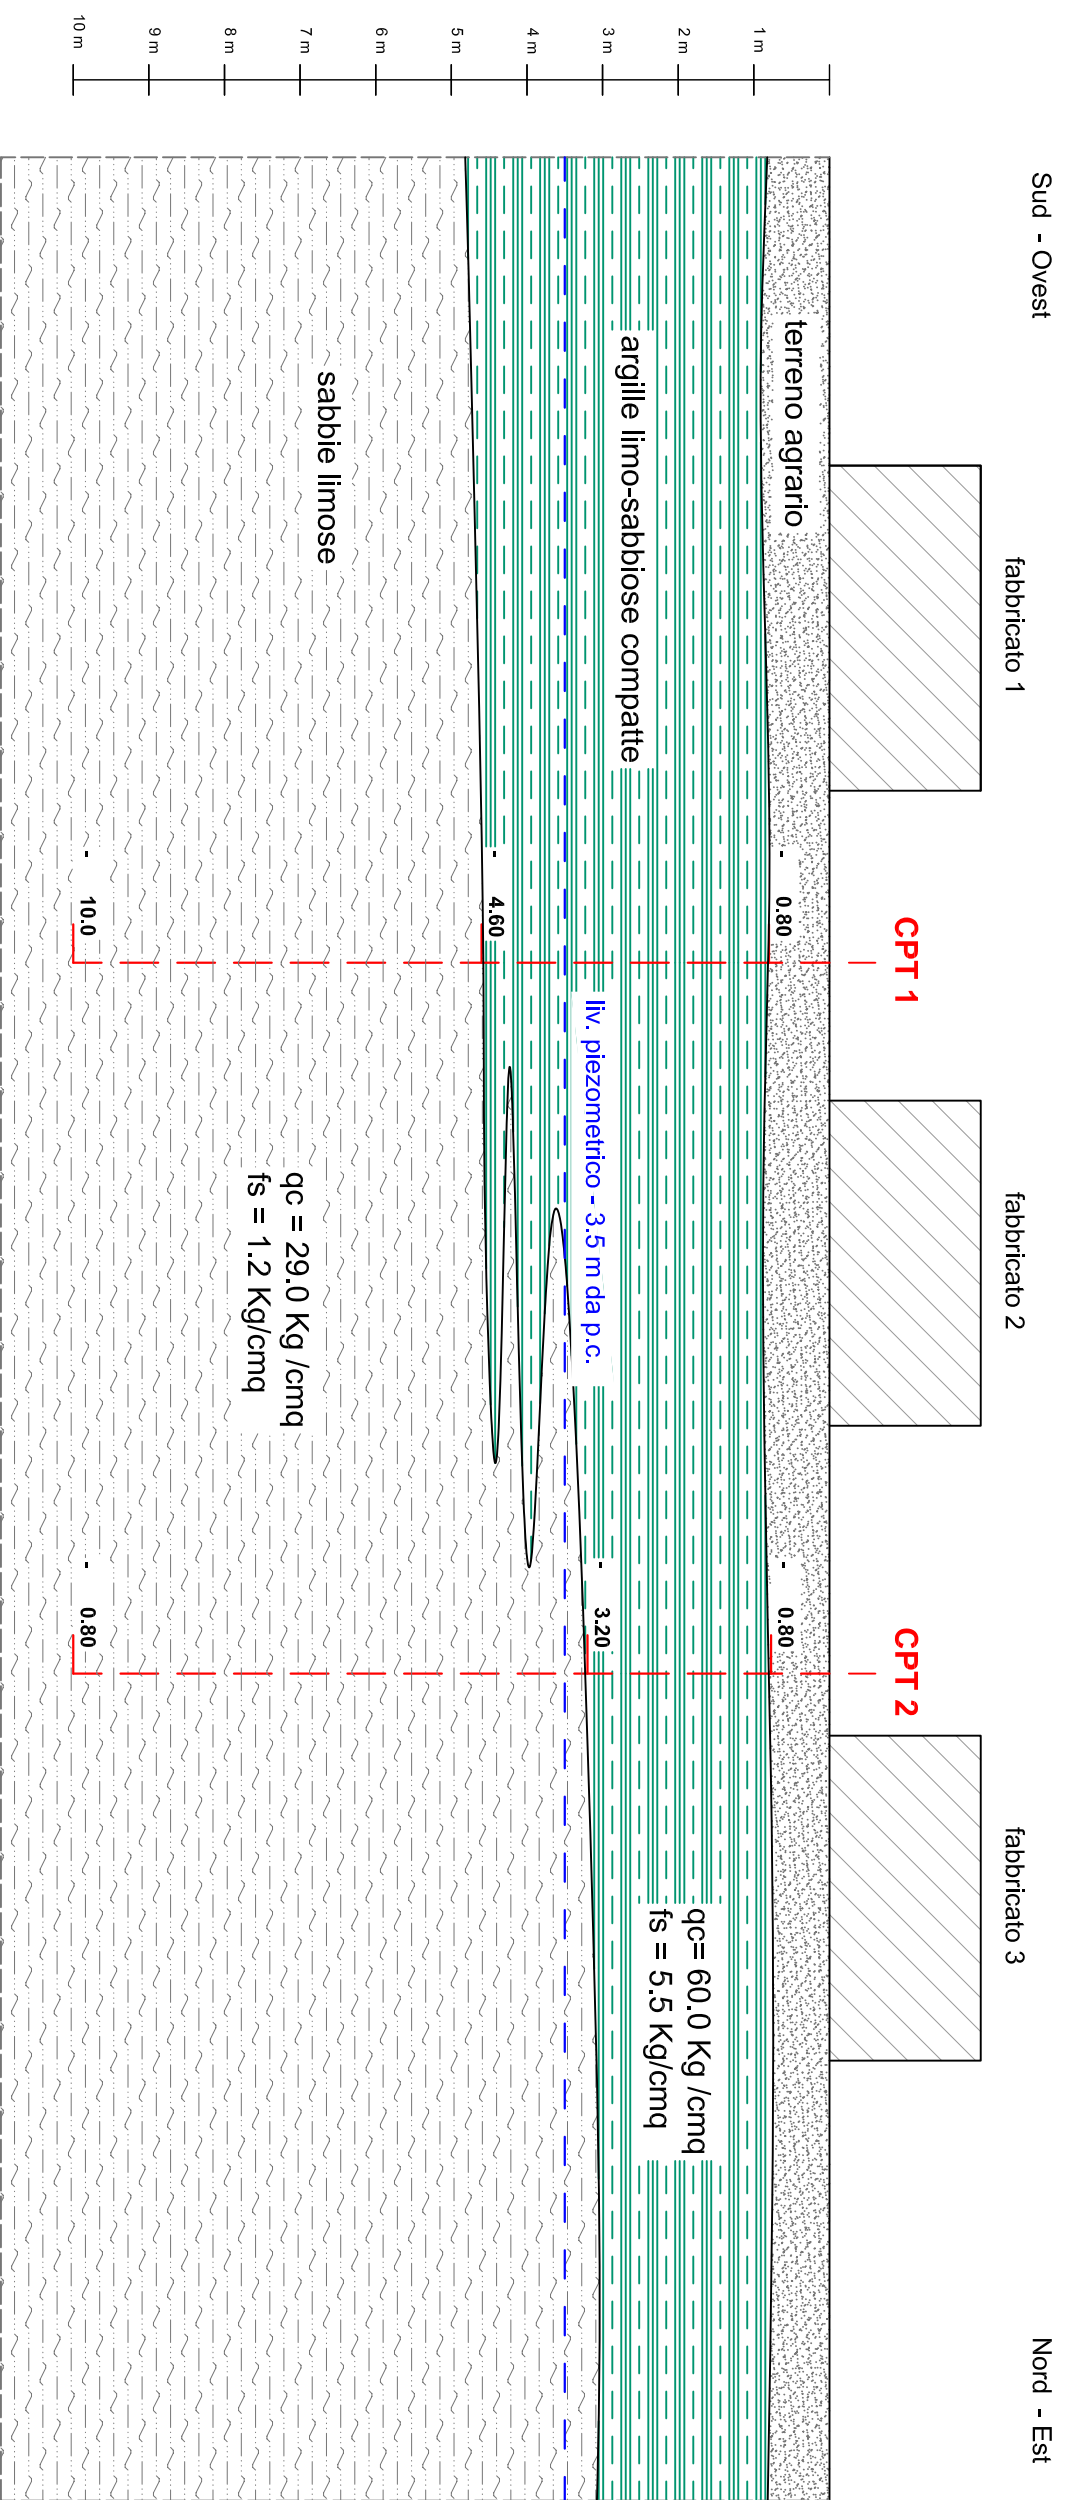 Sud - Ovest
Nord - Est
fabbricato 1
fabbricato 2
fabbricato 3
CPT 1
CPT 2
terreno agrario
- 0.80
- 0.80
1 m
2 m
3 m
4 m
5 m
6 m
7 m
8 m
9 m
10 m
argille limo-sabbiose compatte
qc= 60.0 Kg /cmq
fs = 5.5 Kg/cmq
liv. piezometrico - 3.5 m da p.c.
- 3.20
- 4.60
sabbie limose
qc = 29.0 Kg /cmq
fs = 1.2 Kg/cmq
- 10.0
- 0.80